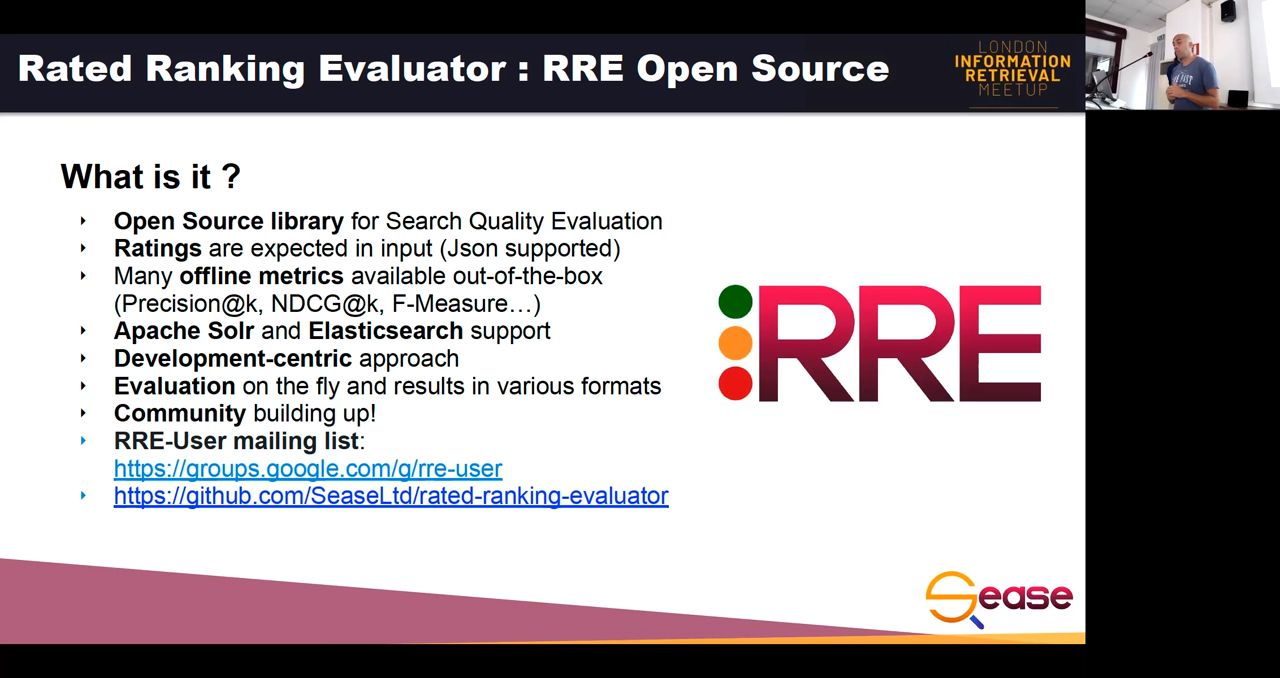 Rated Ranking Evaluator : RRE Open Source
LONDON
INFORMATION
RETRIEVAL
MEETUP
What is it ?
‣ Open Source library for Search Quality Evaluation
‣ Ratings are expected in input (Json supported)
‣ Many offline metrics available out-of-the-box
(Precision@k, NDCG@k, F-Measure…)
‣ Apache Solr and Elasticsearch support
‣ Development-centric approach
‣ Evaluation on the fly and results in various formats
‣ Community building up!
‣ RRE-User mailing list:
https://groups.google.com/g/rre-user
‣ https://github.com/SeaseLtd/rated-ranking-evaluator
RRE
Sease